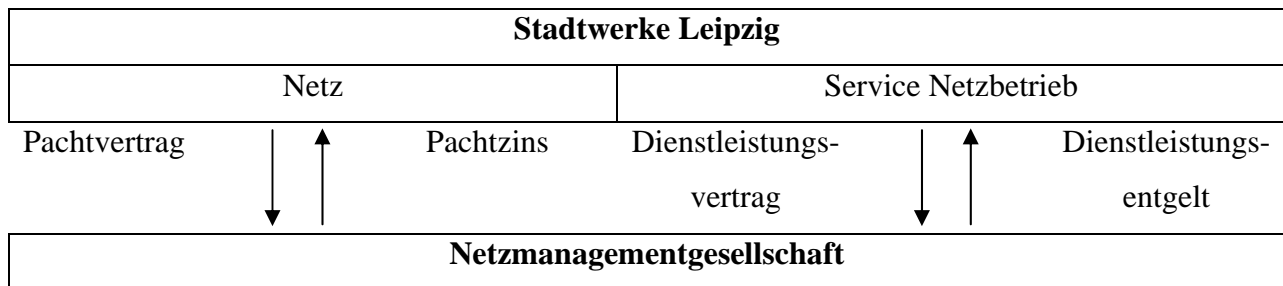 Stadtwerke Leipzig
Netz Service Netzbetrieb
Pachtvertrag Pachtzins Dienstleistungs- Dienstleistungs-
vertrag entgelt
Netzmanagementgesellschaft